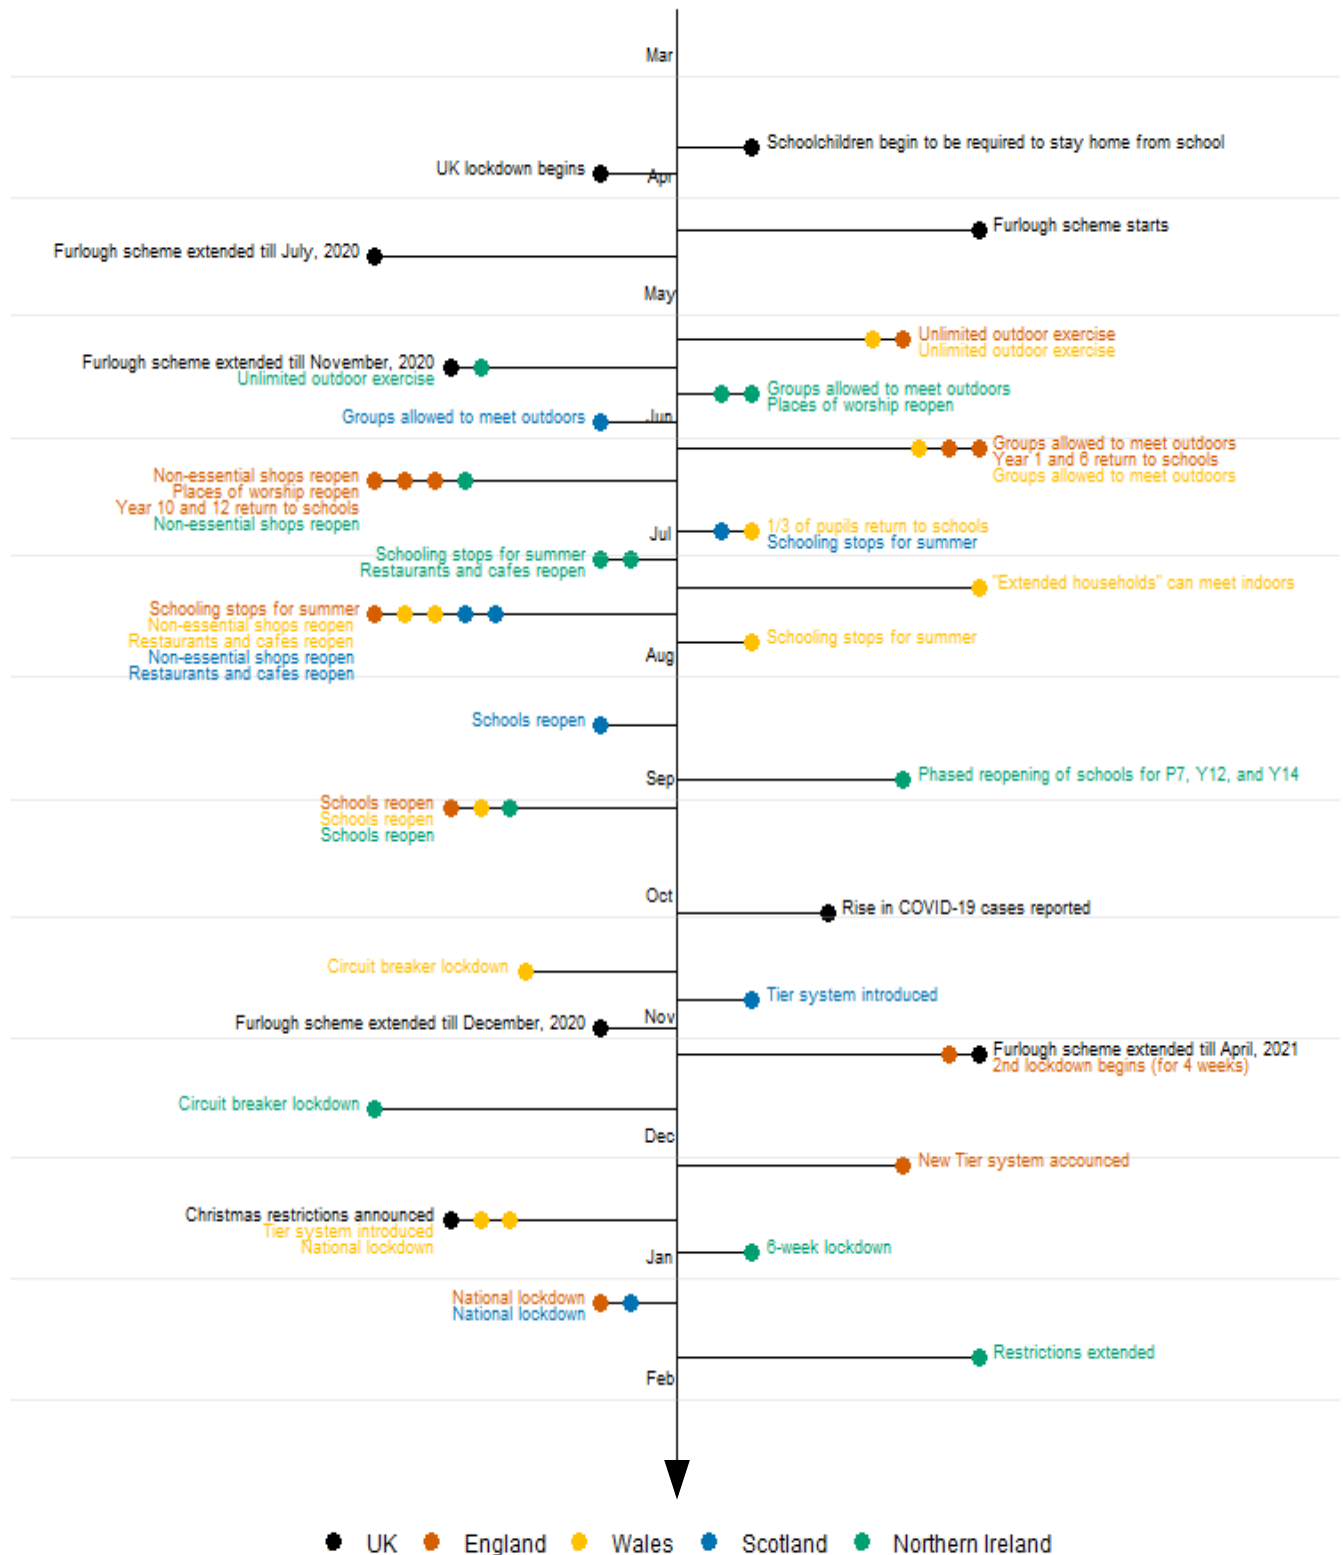 Mar
Schoolchildren begin to be required to stay home from school
UK lockdown begins
Apr
Furlough scheme starts
Furlough scheme extended till July, 2020
May
Unlimited outdoor exercise
Unlimited outdoor exercise
Furlough scheme extended till November, 2020
Unlimited outdoor exercise
Groups allowed to meet outdoors
Places of worship reopen
Groups allowed to meet outdoors
Jun
Groups allowed to meet outdoors
Year 1 and 6 return to schools
Groups allowed to meet outdoors
Non-essential shops reopen
Places of worship reopen
Year 10 and 12 return to schools
Non-essential shops reopen
Jul
1/3 of pupils return to schools
Schooling stops for summer
Schooling stops for summer
Restaurants and cafes reopen
"Extended households" can meet indoors
Schooling stops for summer
Non-essential shops reopen
Restaurants and cafes reopen
Non-essential shops reopen
Restaurants and cafes reopen
Schooling stops for summer
Aug
Schools reopen
Sep
Phased reopening of schools for P7, Y12, and Y14
Schools reopen
Schools reopen
Schools reopen
Oct
Rise in COVID-19 cases reported
Circuit breaker lockdown
Tier system introduced
Nov
Furlough scheme extended till December, 2020
Furlough scheme extended till April, 2021
2nd lockdown begins (for 4 weeks)
Circuit breaker lockdown
Dec
New Tier system accounced
Christmas restrictions announced
Tier system introduced
National lockdown
6-week lockdown
Jan
National lockdown
National lockdown
Restrictions extended
Feb
UK England Wales Scotland Northern Ireland